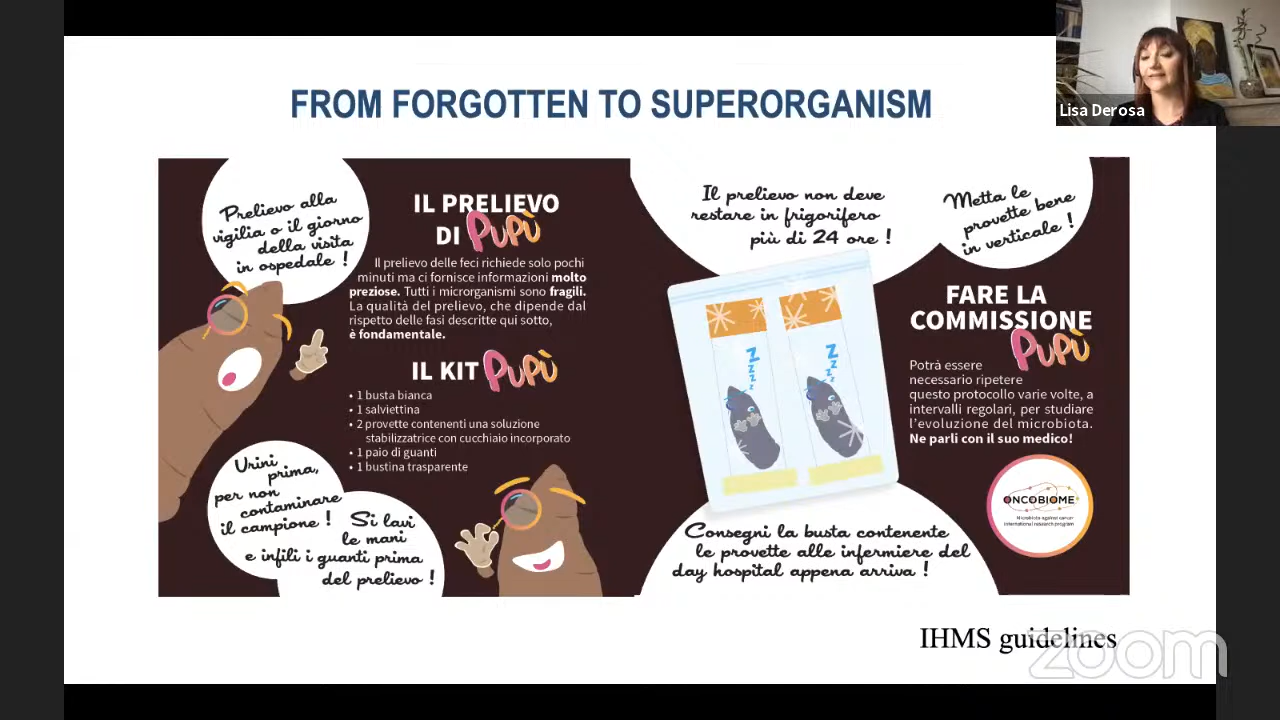 FROM FORGOTTEN TO SUPERORGANISM
Lisa Derosa
Prelievo alla
vigilia o il giorno
della visita
in ospedale !
IL PRELIEVO
DI PUPÙ
Il prelievo delle feci richiede solo pochi
minuti ma ci fornisce informazioni molto
preziose. Tutti i microrganismi sono fragili.
La qualità del prelievo, che dipende dal
rispetto delle fasi descritte qui sotto,
è fondamentale.
IL KIT PUPÙ
• 1 busta bianca
• 1 salviettina
• 2 provette contenenti una soluzione
stabilizzatrice con cucchiaio incorporato
• 1 paio di guanti
• 1 bustina trasparente
Urini
prima,
per non
contaminare
il campione !
Si lavi
le mani
e infili i guanti prima
del prelievo !
Il prelievo non deve
restare in frigorifero
più di 24 ore !
Metta le
provette bene
in verticale !
z
z
z
z
z
z
z
z
FARE LA
COMMISSIONE
PUPÙ
Potrà essere
necessario ripetere
questo protocollo varie volte, a
intervalli regolari, per studiare
l'evoluzione del microbiota.
Ne parli con il suo medico!
ONCOBIOME
international research program
Consegni la busta contenente
le provette alle infermiere del
day hospital appena arriva !
IHMS guidelines
zoom